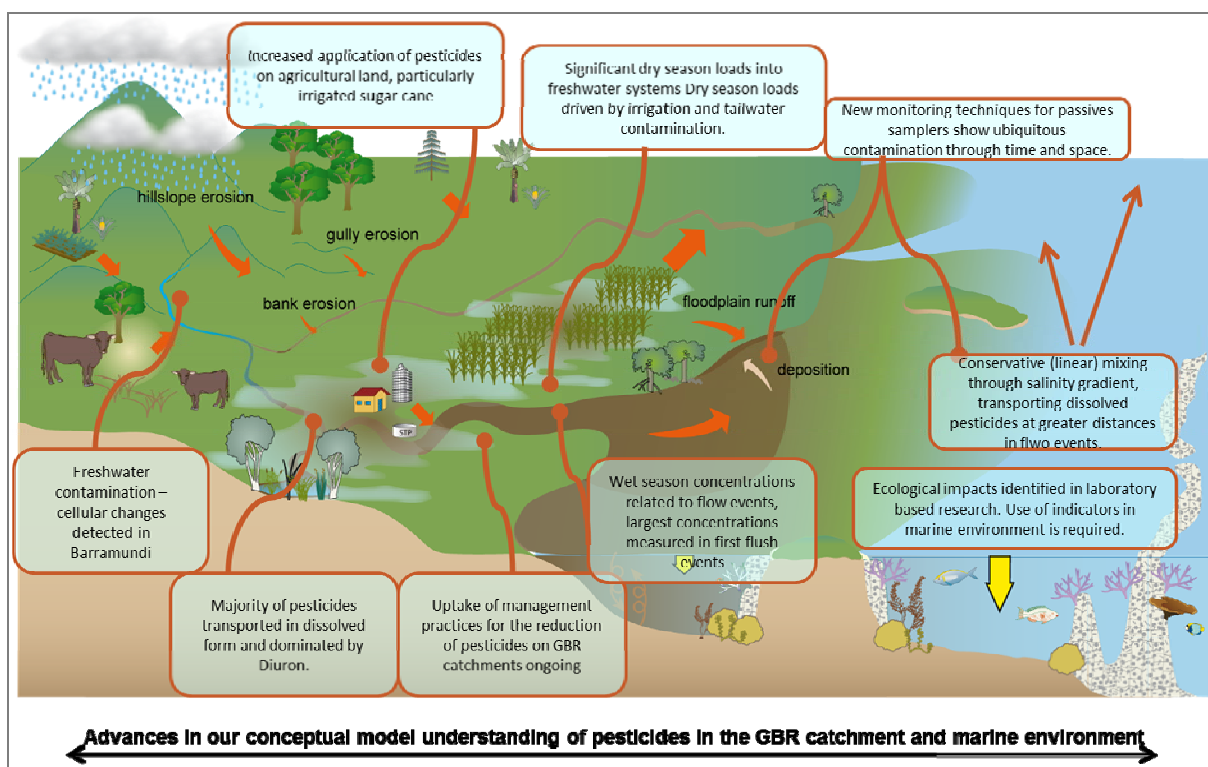 Increased application of pesticides
on agricultural land, particularly
irrigated sugar cane
Significant dry season loads into
freshwater systems Dry season loads
driven by irrigation and tailwater
contamination.
New monitoring techniques for passives
samplers show ubiquitous
contamination through time and space.
hillslope erosion
gully erosion
bank erosion
floodplain runoff
deposition
STP
Conservative (linear) mixing
through salinity gradient,
transporting dissolved
pesticides at greater distances
in flwo events.
Freshwater
contamination –
cellular changes
detected in
Barramundi
Wet season concentrations
related to flow events,
largest concentrations
measured in first flush
events
Ecological impacts identified in laboratory
based research. Use of indicators in
marine environment is required.
Majority of pesticides
transported in dissolved
form and dominated by
Diuron.
Uptake of management
practices for the reduction
of pesticides on GBR
catchments ongoing
Advances in our conceptual model understanding of pesticides in the GBR catchment and marine environment